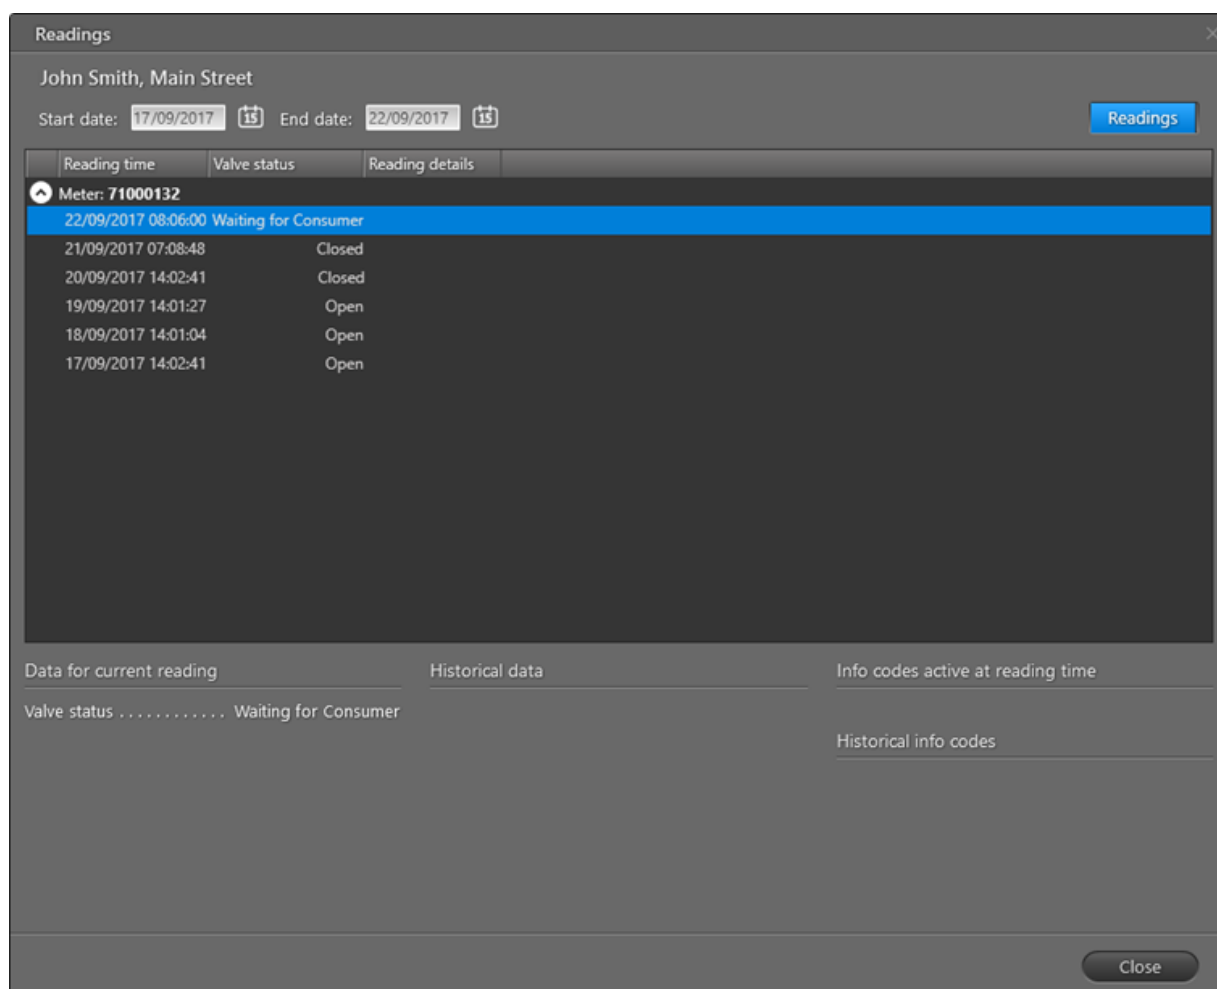 Readings
John Smith, Main Street
Start date: 17/09/2017 15 End date: 22/09/2017 15 Readings
Reading time Valve status Reading details
Meter: 71000132
22/09/2017 08:06:00 Waiting for Consumer
21/09/2017 07:08:48 Closed
20/09/2017 14:02:41 Closed
19/09/2017 14:01:27 Open
18/09/2017 14:01:04 Open
17/09/2017 14:02:41 Open
Data for current reading Historical data Info codes active at reading time
Valve status . . . . . . . . . . . . Waiting for Consumer
Historical info codes
Close